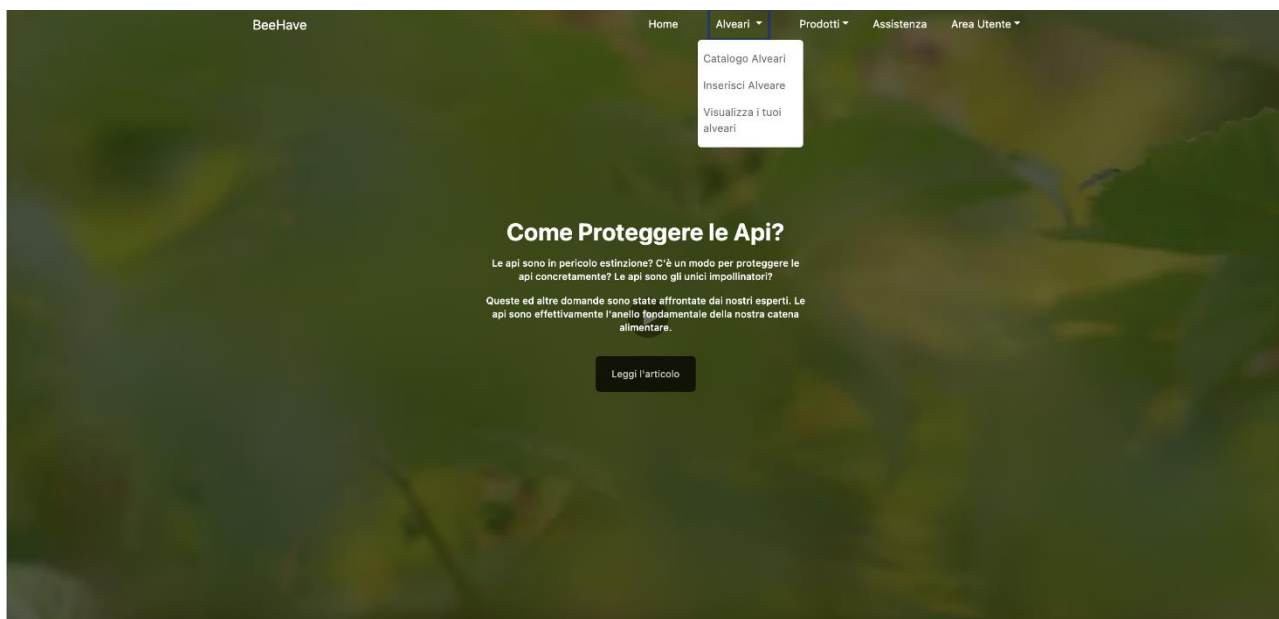 BeeHave
Home
Alveari
Prodotti
Assistenza
Area Utente
Catalogo Alveari
Inserisci Alveare
Visualizza i tuoi
alveari
Come Proteggere le Api?
Le api sono in pericolo estinzione? C'è un modo per proteggere le
api concretamente? Le api sono gli unici impollinatori?
Queste ed altre domande sono state affrontate dai nostri esperti. Le
api sono effettivamente l'anello fondamentale della nostra catena
alimentare.
Leggi l'articolo